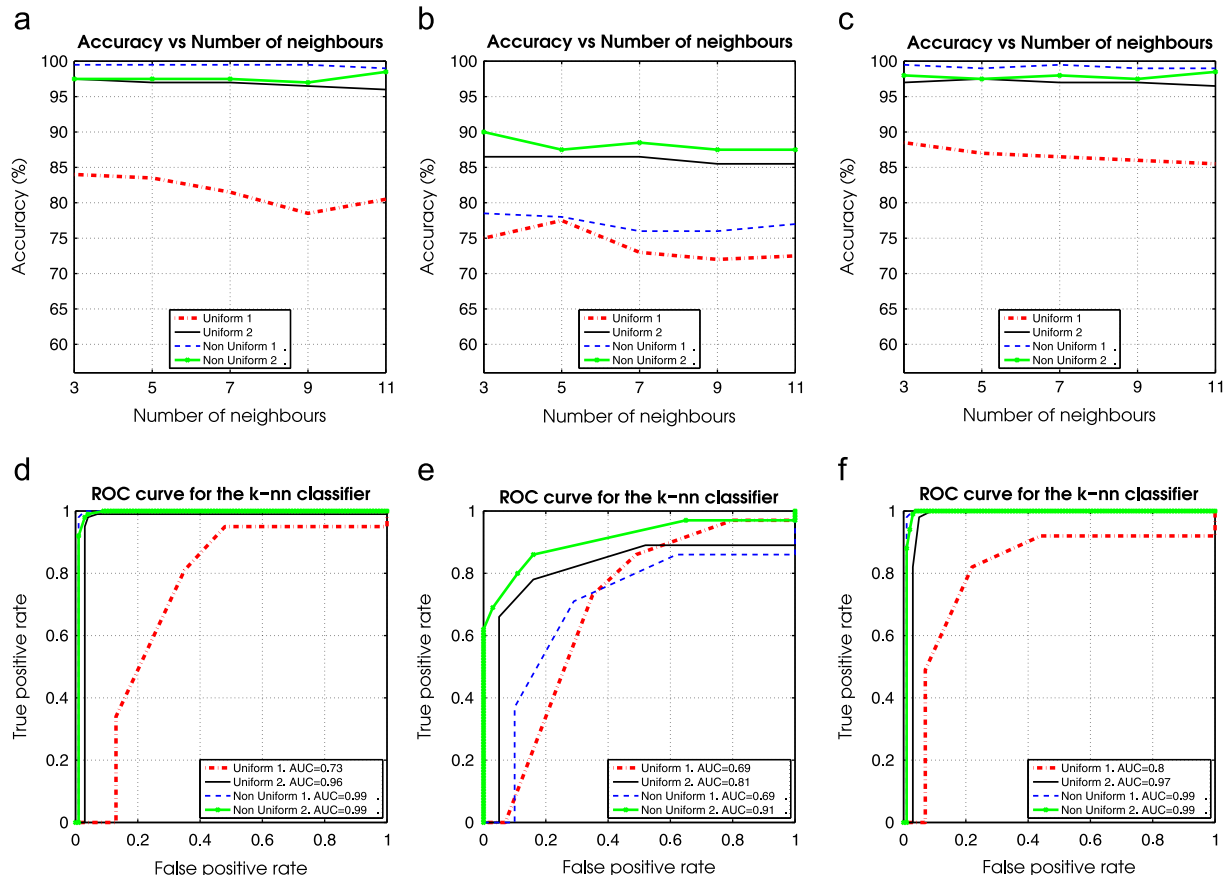 a
Accuracy vs Number of neighbours
100
95
90
85
80
75
70
65
60
Accuracy (%)
Uniform 1
Uniform 2
Non Uniform 1 .
Non Uniform 2 .
3 5 7 9 11
Number of neighbours
b
Accuracy vs Number of neighbours
100
95
90
85
80
75
70
65
60
Accuracy (%)
Uniform 1
Uniform 2
Non Uniform 1 .
Non Uniform 2 .
3 5 7 9 11
Number of neighbours
c
Accuracy vs Number of neighbours
100
95
90
85
80
75
70
65
60
Accuracy (%)
Uniform 1
Uniform 2
Non Uniform 1 .
Non Uniform 2 .
3 5 7 9 11
Number of neighbours
d
ROC curve for the k-nn classifier
1
0.8
0.6
0.4
0.2
0
True positive rate
Uniform 1. AUC=0.73
Uniform 2. AUC=0.96
Non Uniform 1. AUC=0.99 .
Non Uniform 2. AUC=0.99 .
0 0.2 0.4 0.6 0.8 1
False positive rate
e
ROC curve for the k-nn classifier
1
0.8
0.6
0.4
0.2
0
True positive rate
Uniform 1. AUC=0.69
Uniform 2. AUC=0.81
Non Uniform 1. AUC=0.69 .
Non Uniform 2. AUC=0.91 .
0 0.2 0.4 0.6 0.8 1
False positive rate
f
ROC curve for the k-nn classifier
1
0.8
0.6
0.4
0.2
0
True positive rate
Uniform 1. AUC=0.8
Uniform 2. AUC=0.97
Non Uniform 1. AUC=0.99 .
Non Uniform 2. AUC=0.99 .
0 0.2 0.4 0.6 0.8 1
False positive rate